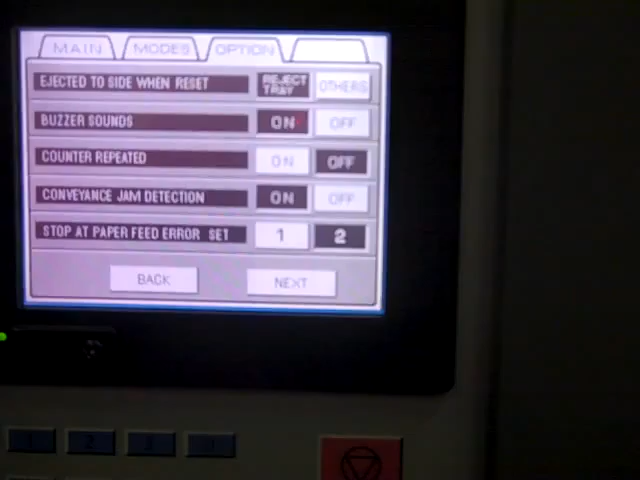 MAIN MODES OPTION
EJECTED TO SIDE WHEN RESET REJECT TRAY OTHERS
BUZZER SOUNDS ON OFF
COUNTER REPEATED ON OFF
CONVEYANCE JAM DETECTION ON OFF
STOP AT PAPER FEED ERROR SET 1 2
BACK NEXT
1 2 3